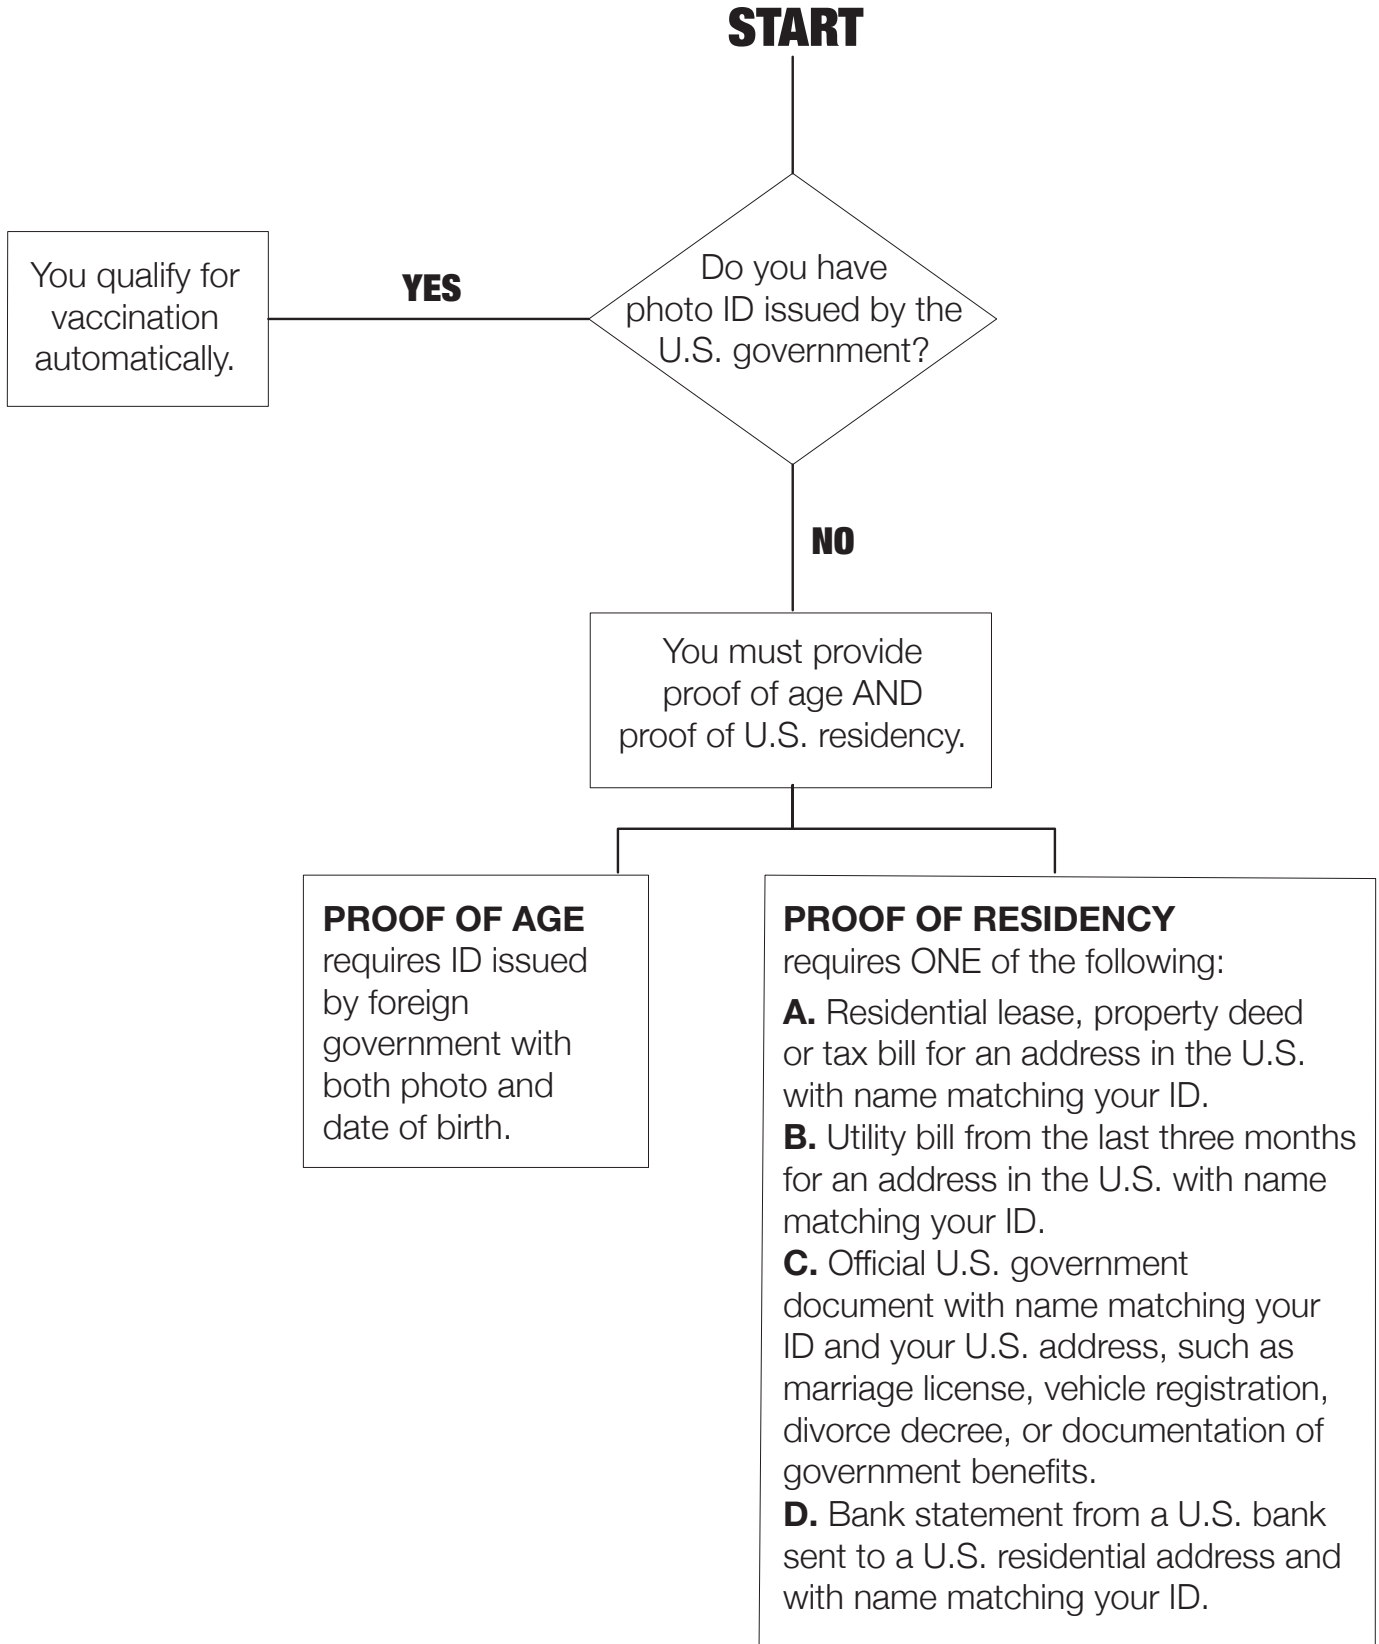 START
Do you have
photo ID issued by the
U.S. government?
YES
You qualify for
vaccination
automatically.
NO
You must provide
proof of age AND
proof of U.S. residency.
PROOF OF AGE
requires ID issued
by foreign
government with
both photo and
date of birth.
PROOF OF RESIDENCY
requires ONE of the following:
A. Residential lease, property deed
or tax bill for an address in the U.S.
with name matching your ID.
B. Utility bill from the last three months
for an address in the U.S. with name
matching your ID.
C. Official U.S. government
document with name matching your
ID and your U.S. address, such as
marriage license, vehicle registration,
divorce decree, or documentation of
government benefits.
D. Bank statement from a U.S. bank
sent to a U.S. residential address and
with name matching your ID.